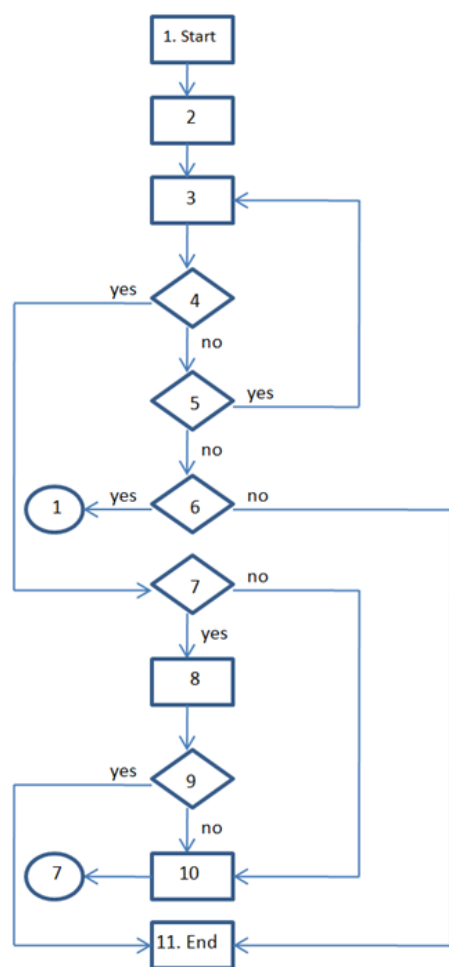 1. Start
2
3
yes
4
no
5
yes
no
1
yes
6
no
7
no
yes
8
yes
9
no
7
10
11. End